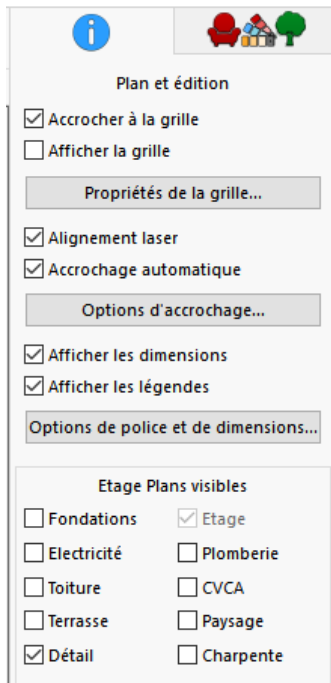 Plan et édition
Accrocher à la grille
Afficher la grille
Propriétés de la grille...
Alignement laser
Accrochage automatique
Options d'accrochage...
Afficher les dimensions
Afficher les légendes
Options de police et de dimensions...
Etage Plans visibles
Fondations Etage
Electricité Plomberie
Toiture CVCA
Terrasse Paysage
Détail Charpente